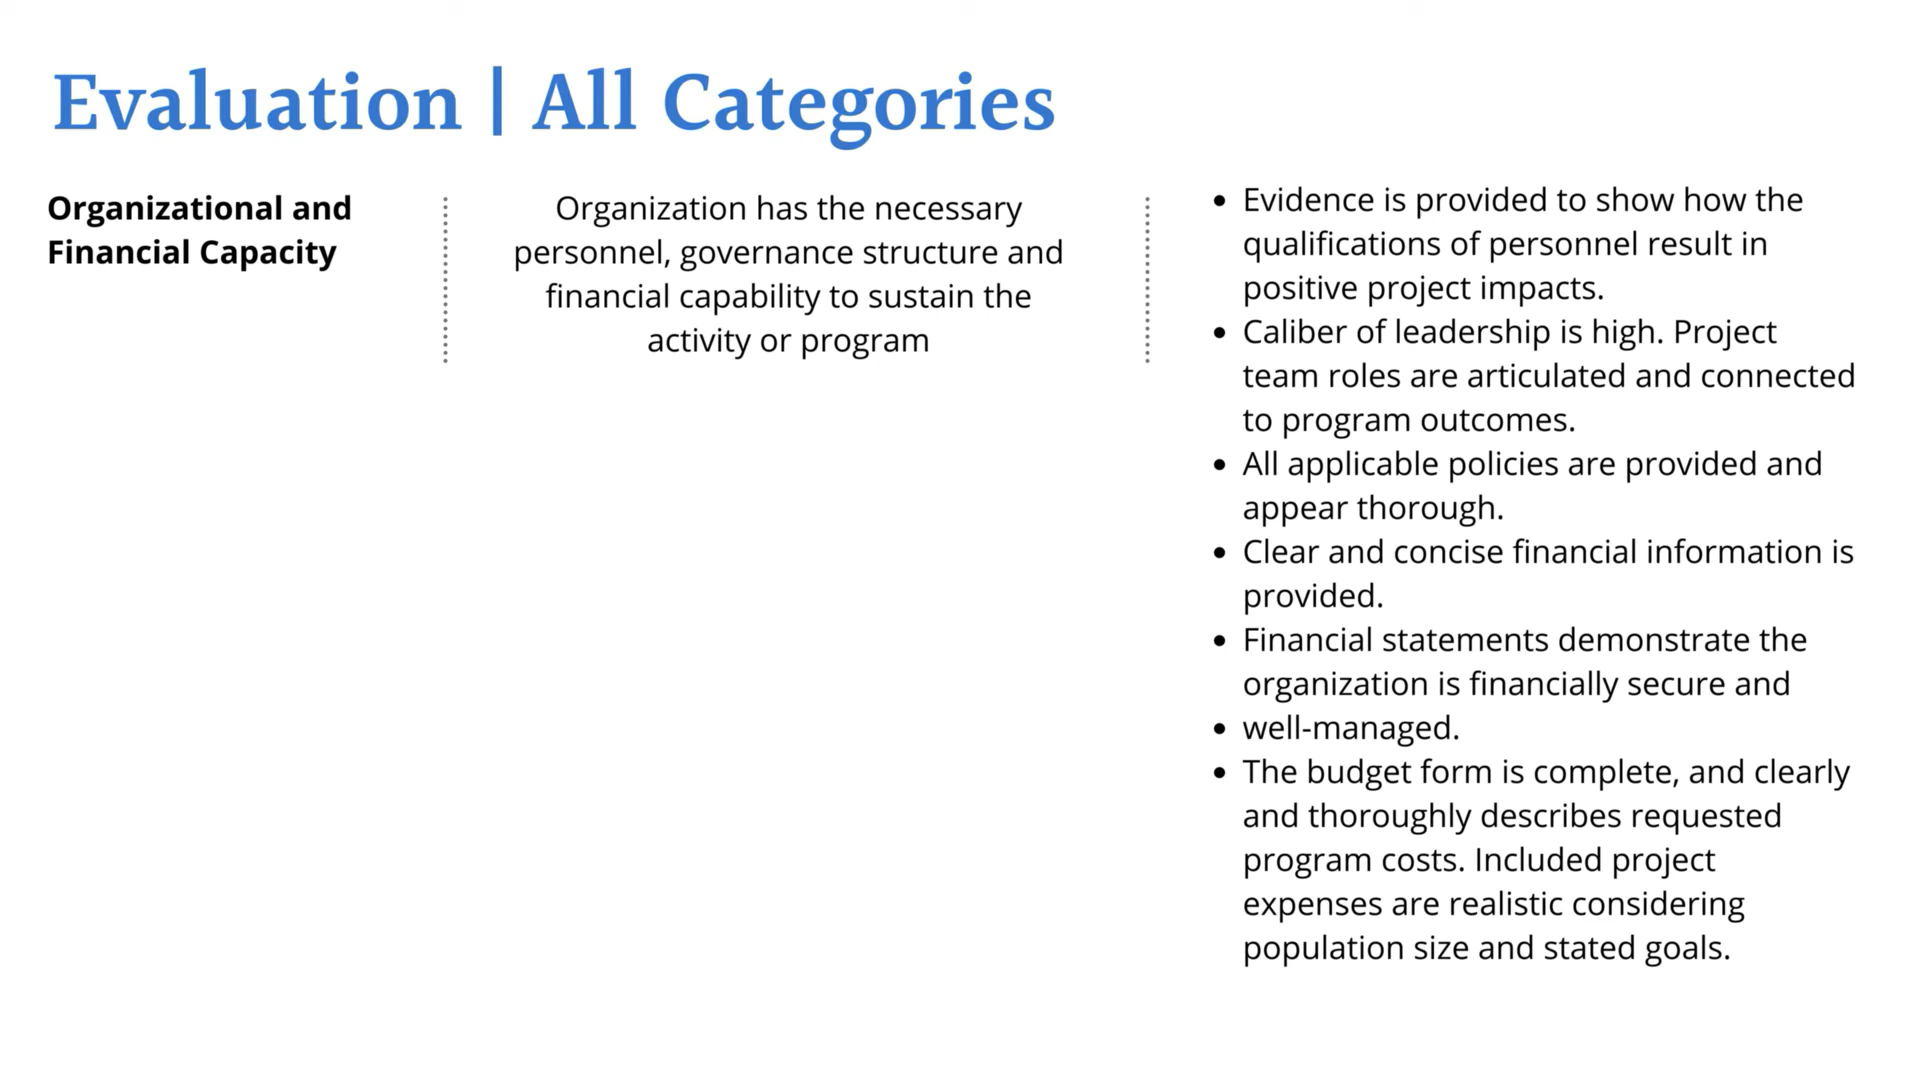 Evaluation | All Categories
Organizational and
Financial Capacity
Organization has the necessary
personnel, governance structure and
financial capability to sustain the
activity or program
• Evidence is provided to show how the
qualifications of personnel result in
positive project impacts.
• Caliber of leadership is high. Project
team roles are articulated and connected
to program outcomes.
• All applicable policies are provided and
appear thorough.
• Clear and concise financial information is
provided.
• Financial statements demonstrate the
organization is financially secure and
• well-managed.
• The budget form is complete, and clearly
and thoroughly describes requested
program costs. Included project
expenses are realistic considering
population size and stated goals.